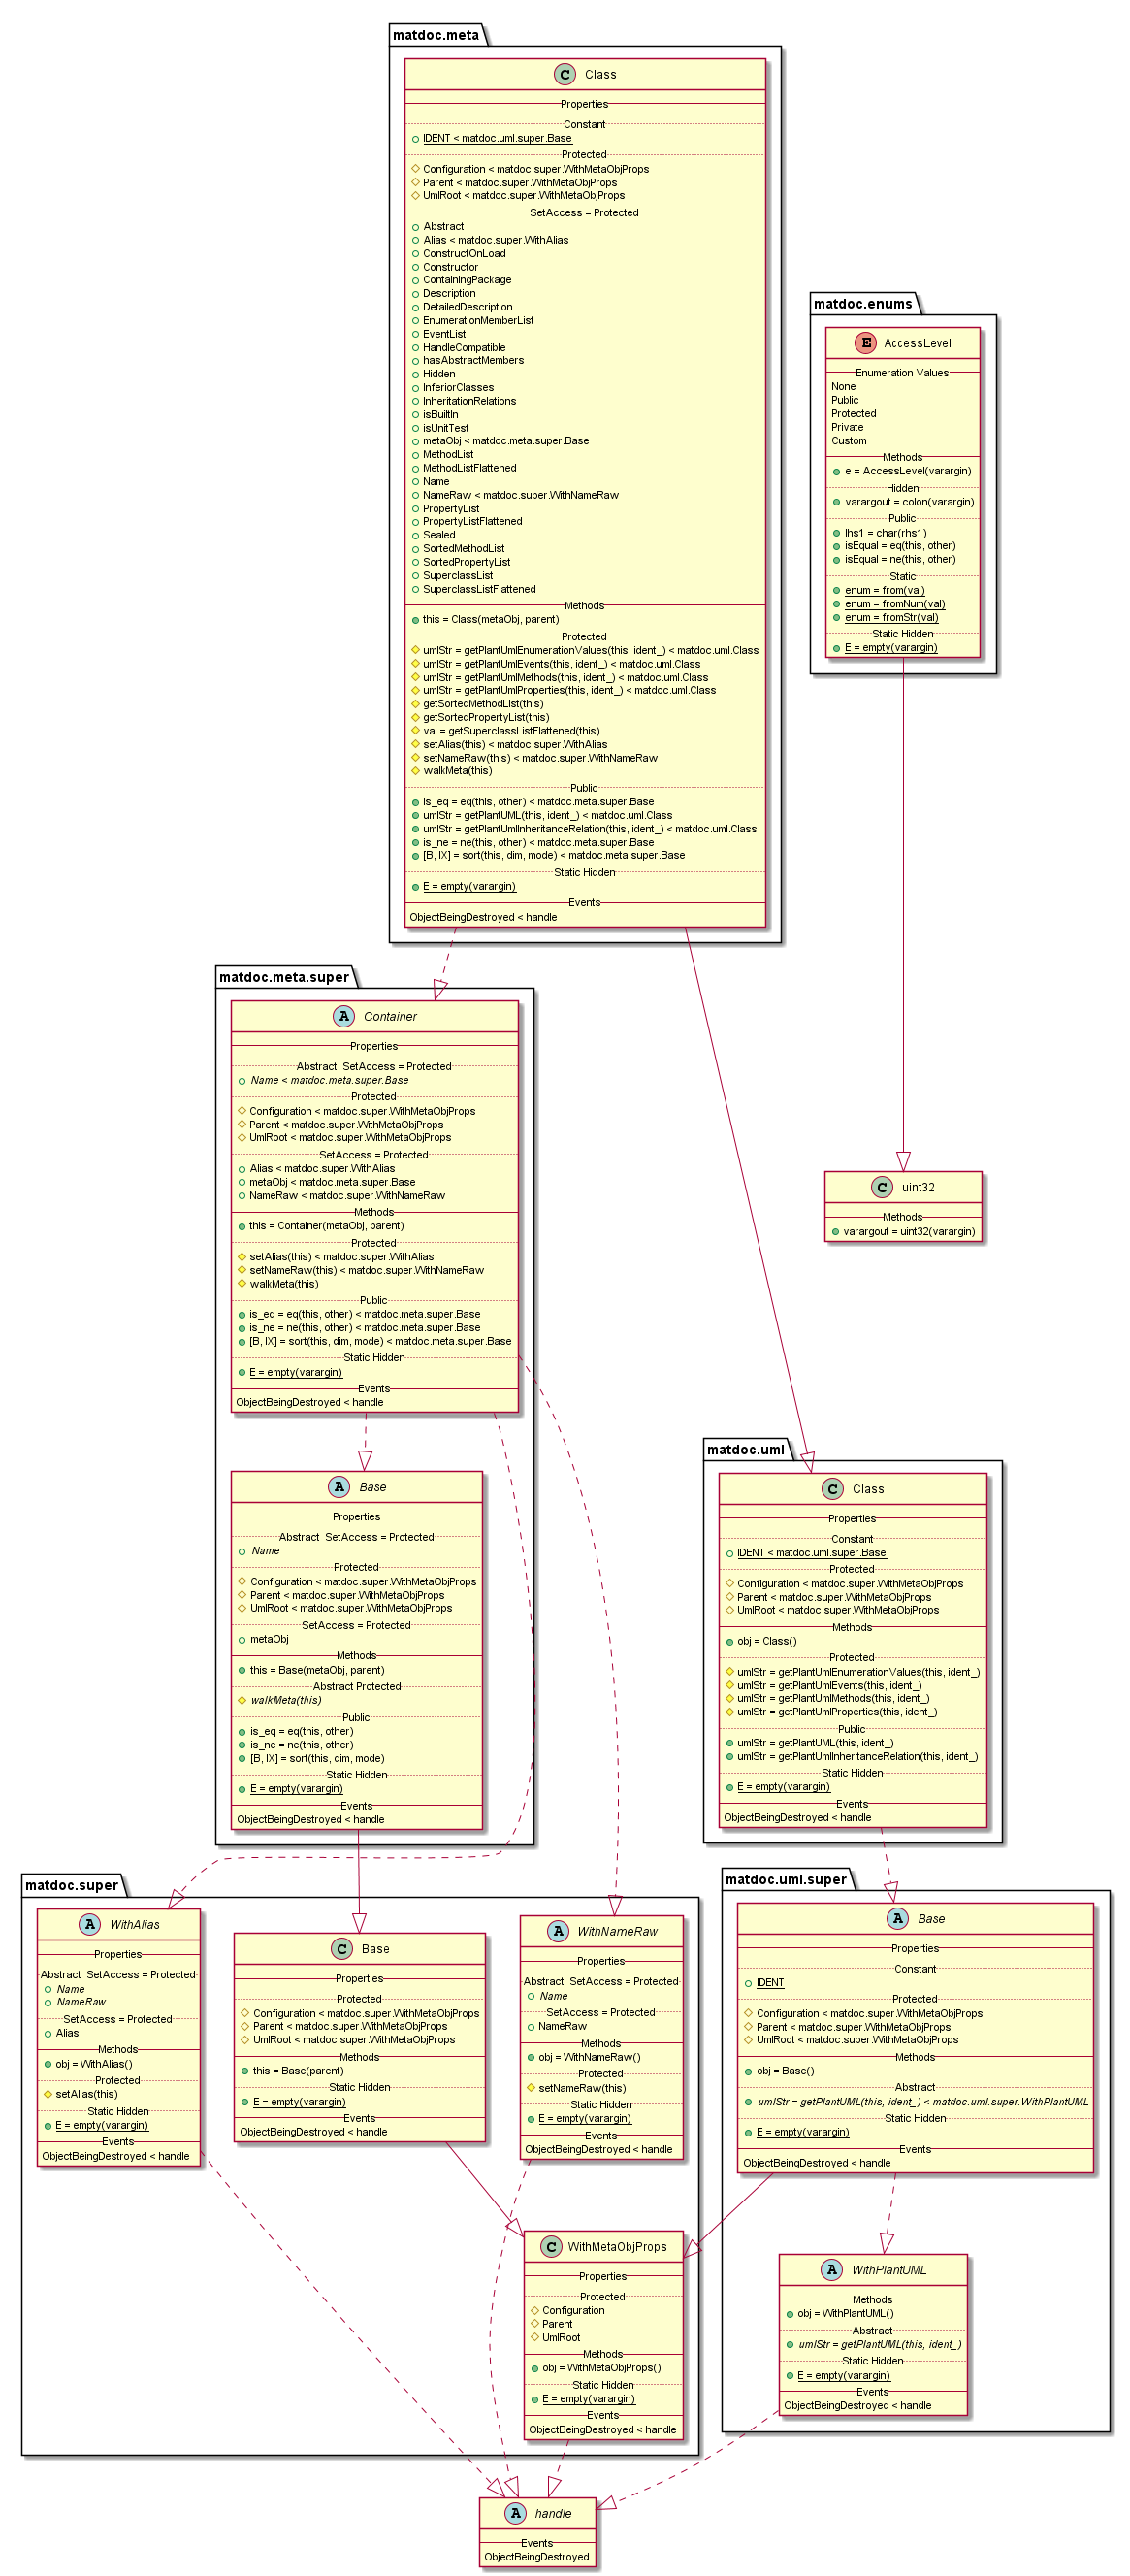 matdoc.meta
C Class
Properties
Constant
IDENT < matdoc.uml.super.Base
Protected
Configuration < matdoc.super.WithMetaObjProps
Parent < matdoc.super.WithMetaObjProps
UmlRoot < matdoc.super.WithMetaObjProps
SetAccess = Protected
Abstract
Alias < matdoc.super.WithAlias
ConstructOnLoad
Constructor
ContainingPackage
Description
DetailedDescription
EnumerationMemberList
EventList
HandleCompatible
hasAbstractMembers
Hidden
InferiorClasses
InheritationRelations
isBuiltIn
isUnitTest
metaObj < matdoc.meta.super.Base
MethodList
MethodListFlattened
Name
NameRaw < matdoc.super.WithNameRaw
PropertyList
PropertyListFlattened
Sealed
SortedMethodList
SortedPropertyList
SuperclassList
SuperclassListFlattened
Methods
this = Class(metaObj, parent)
Protected
umlStr = getPlantUmlEnumerationValues(this, ident_) < matdoc.uml.Class
umlStr = getPlantUmlEvents(this, ident_) < matdoc.uml.Class
umlStr = getPlantUmlMethods(this, ident_) < matdoc.uml.Class
umlStr = getPlantUmlProperties(this, ident_) < matdoc.uml.Class
getSortedMethodList(this)
getSortedPropertyList(this)
val = getSuperclassListFlattened(this)
setAlias(this) < matdoc.super.WithAlias
setNameRaw(this) < matdoc.super.WithNameRaw
walkMeta(this)
Public
is_eq = eq(this, other) < matdoc.meta.super.Base
umlStr = getPlantUML(this, ident_) < matdoc.uml.Class
umlStr = getPlantUmlInheritanceRelation(this, ident_) < matdoc.uml.Class
is_ne = ne(this, other) < matdoc.meta.super.Base
[B, IX] = sort(this, dim, mode) < matdoc.meta.super.Base
Static Hidden
E = empty(varargin)
Events
ObjectBeingDestroyed < handle
matdoc.enums
E AccessLevel
Enumeration Values
None
Public
Protected
Private
Custom
Methods
e = AccessLevel(varargin)
Hidden
varargout = colon(varargin)
Public
lhs1 = char(rhs1)
isEqual = eq(this, other)
isEqual = ne(this, other)
Static
enum = from(val)
enum = fromNum(val)
enum = fromStr(val)
Static Hidden
E = empty(varargin)
matdoc.meta.super
A Container
Properties
Abstract SetAccess = Protected
Name < matdoc.meta.super.Base
Protected
Configuration < matdoc.super.WithMetaObjProps
Parent < matdoc.super.WithMetaObjProps
UmlRoot < matdoc.super.WithMetaObjProps
SetAccess = Protected
Alias < matdoc.super.WithAlias
metaObj < matdoc.meta.super.Base
NameRaw < matdoc.super.WithNameRaw
Methods
this = Container(metaObj, parent)
Protected
setAlias(this) < matdoc.super.WithAlias
setNameRaw(this) < matdoc.super.WithNameRaw
walkMeta(this)
Public
is_eq = eq(this, other) < matdoc.meta.super.Base
is_ne = ne(this, other) < matdoc.meta.super.Base
[B, IX] = sort(this, dim, mode) < matdoc.meta.super.Base
Static Hidden
E = empty(varargin)
Events
ObjectBeingDestroyed < handle
C uint32
Methods
varargout = uint32(varargin)
A Base
Properties
Abstract SetAccess = Protected
Name
Protected
Configuration < matdoc.super.WithMetaObjProps
Parent < matdoc.super.WithMetaObjProps
UmlRoot < matdoc.super.WithMetaObjProps
SetAccess = Protected
metaObj
Methods
this = Base(metaObj, parent)
Abstract Protected
walkMeta(this)
Public
is_eq = eq(this, other)
is_ne = ne(this, other)
[B, IX] = sort(this, dim, mode)
Static Hidden
E = empty(varargin)
Events
ObjectBeingDestroyed < handle
matdoc.uml
C Class
Properties
Constant
IDENT < matdoc.uml.super.Base
Protected
Configuration < matdoc.super.WithMetaObjProps
Parent < matdoc.super.WithMetaObjProps
UmlRoot < matdoc.super.WithMetaObjProps
Methods
obj = Class()
Protected
umlStr = getPlantUmlEnumerationValues(this, ident_)
umlStr = getPlantUmlEvents(this, ident_)
umlStr = getPlantUmlMethods(this, ident_)
umlStr = getPlantUmlProperties(this, ident_)
Public
umlStr = getPlantUML(this, ident_)
umlStr = getPlantUmlInheritanceRelation(this, ident_)
Static Hidden
E = empty(varargin)
Events
ObjectBeingDestroyed < handle
matdoc.super
A WithAlias
Properties
Abstract SetAccess = Protected
Name
NameRaw
SetAccess = Protected
Alias
Methods
obj = WithAlias()
Protected
setAlias(this)
Static Hidden
E = empty(varargin)
Events
ObjectBeingDestroyed < handle
C Base
Properties
Protected
Configuration < matdoc.super.WithMetaObjProps
Parent < matdoc.super.WithMetaObjProps
UmlRoot < matdoc.super.WithMetaObjProps
Methods
this = Base(parent)
Static Hidden
E = empty(varargin)
Events
ObjectBeingDestroyed < handle
A WithNameRaw
Properties
Abstract SetAccess = Protected
Name
SetAccess = Protected
NameRaw
Methods
obj = WithNameRaw()
Protected
setNameRaw(this)
Static Hidden
E = empty(varargin)
Events
ObjectBeingDestroyed < handle
matdoc.uml.super
A Base
Properties
Constant
IDENT
Protected
Configuration < matdoc.super.WithMetaObjProps
Parent < matdoc.super.WithMetaObjProps
UmlRoot < matdoc.super.WithMetaObjProps
Methods
obj = Base()
Abstract
umlStr = getPlantUML(this, ident_) < matdoc.uml.super.WithPlantUML
Static Hidden
E = empty(varargin)
Events
ObjectBeingDestroyed < handle
C WithMetaObjProps
Properties
Protected
Configuration
Parent
UmlRoot
Methods
obj = WithMetaObjProps()
Static Hidden
E = empty(varargin)
Events
ObjectBeingDestroyed < handle
A WithPlantUML
Methods
obj = WithPlantUML()
Abstract
umlStr = getPlantUML(this, ident_)
Static Hidden
E = empty(varargin)
Events
ObjectBeingDestroyed < handle
A handle
Events
ObjectBeingDestroyed